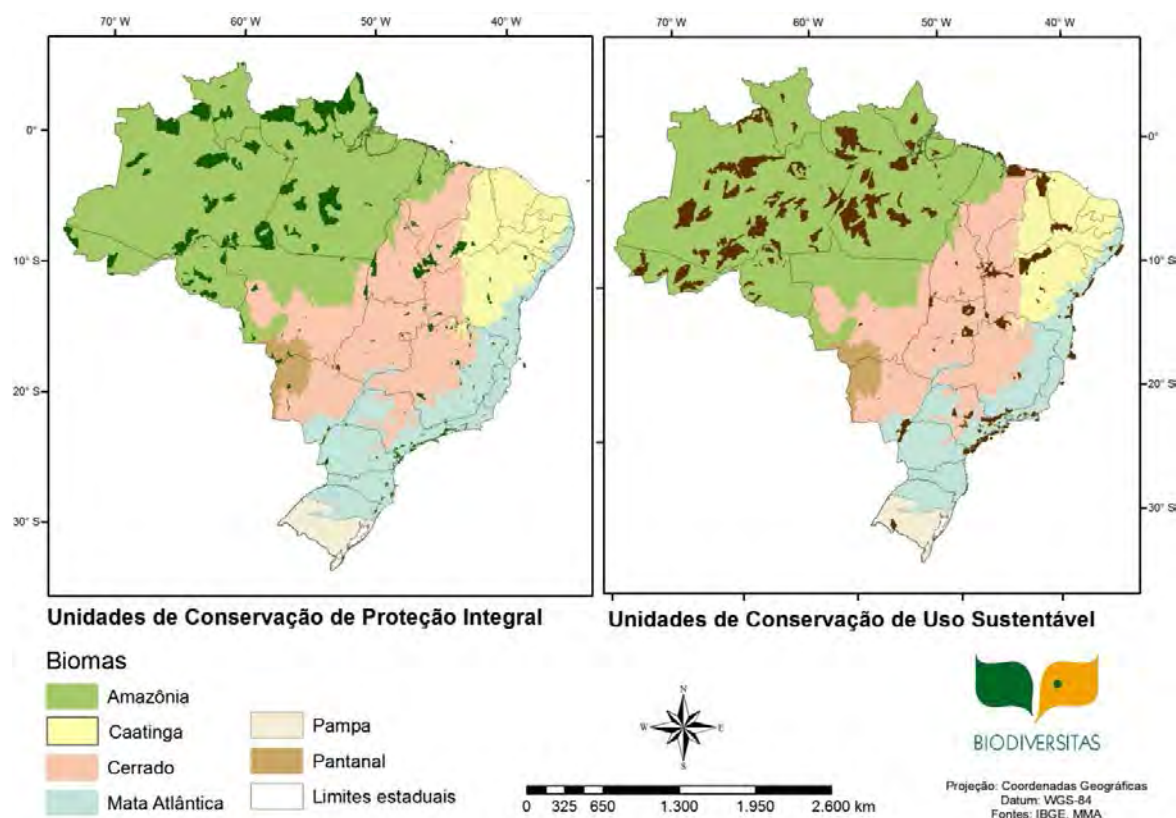 70° W 60° W 50° W 40° W
70° W 60° W 50° W 40° W
0°
10° S
20° S
30° S
0°
10° S
20° S
30° S
Unidades de Conservação de Proteção Integral
Unidades de Conservação de Uso Sustentável
Biomas
Amazônia
Caatinga
Cerrado
Mata Atlântica
Pampa
Pantanal
Limites estaduais
N
W E
S
0 325 650 1.300 1.950 2.600 km
BIODIVERSITAS
Projeção: Coordenadas Geográficas
Datum: WGS-84
Fontes: IBGE, MMA